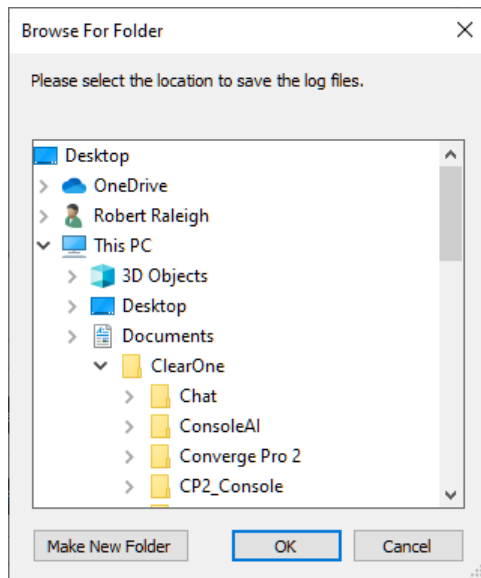 Browse For Folder
Please select the location to save the log files.
Desktop
OneDrive
Robert Raleigh
This PC
3D Objects
Desktop
Documents
ClearOne
Chat
ConsoleAI
Converge Pro 2
CP2_Console
Make New Folder
OK
Cancel